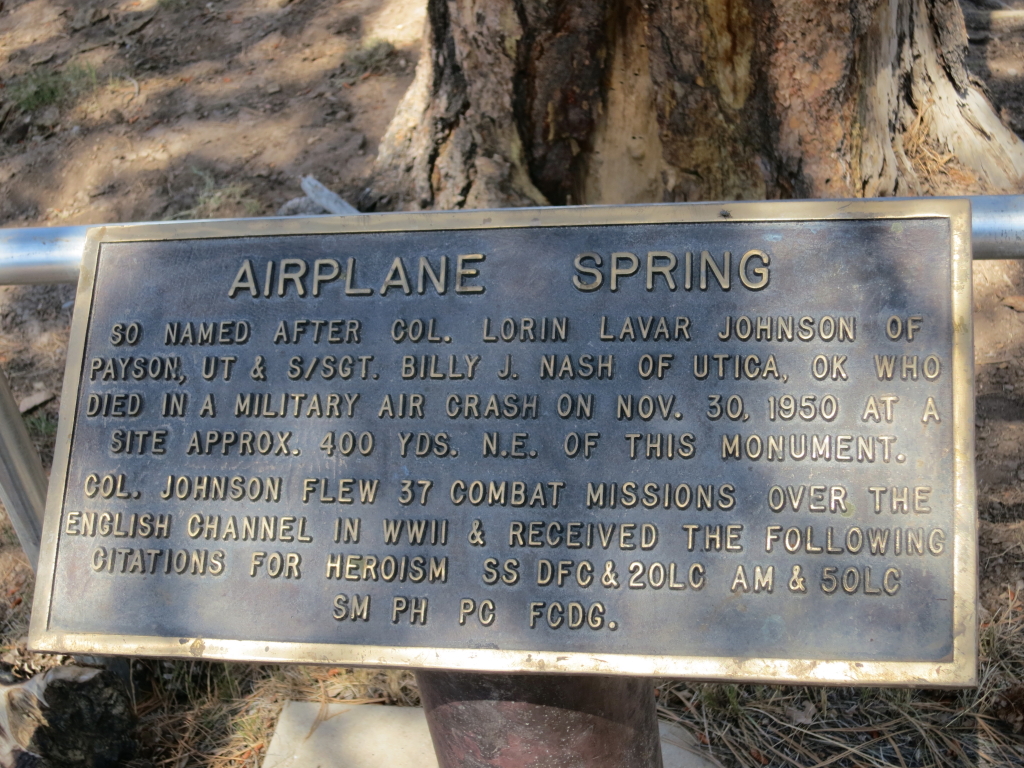 AIRPLANE SPRING
SO NAMED AFTER COL. LORIN LAVAR JOHNSON OF
PAYSON, UT & S/SGT. BILLY J. NASH OF UTICA, OK WHO
DIED IN A MILITARY AIR CRASH ON NOV. 30, 1950 AT A
SITE APPROX. 400 YDS. N.E. OF THIS MONUMENT.
COL. JOHNSON FLEW 37 COMBAT MISSIONS OVER THE
ENGLISH CHANNEL IN WWII & RECEIVED THE FOLLOWING
CITATIONS FOR HEROISM SS DFC & 2OLC AM & 5OLC
SM PH PC FCDG.